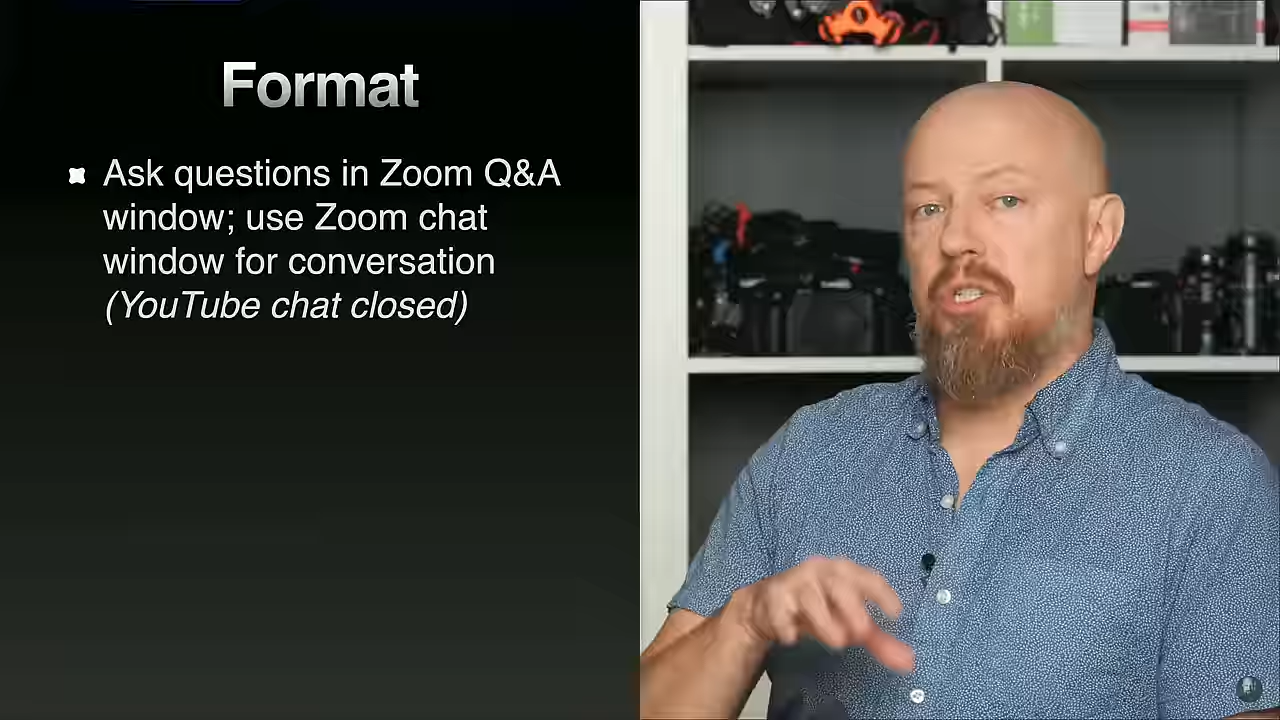 Format
Ask questions in Zoom Q&A
window; use Zoom chat
window for conversation
(YouTube chat closed)